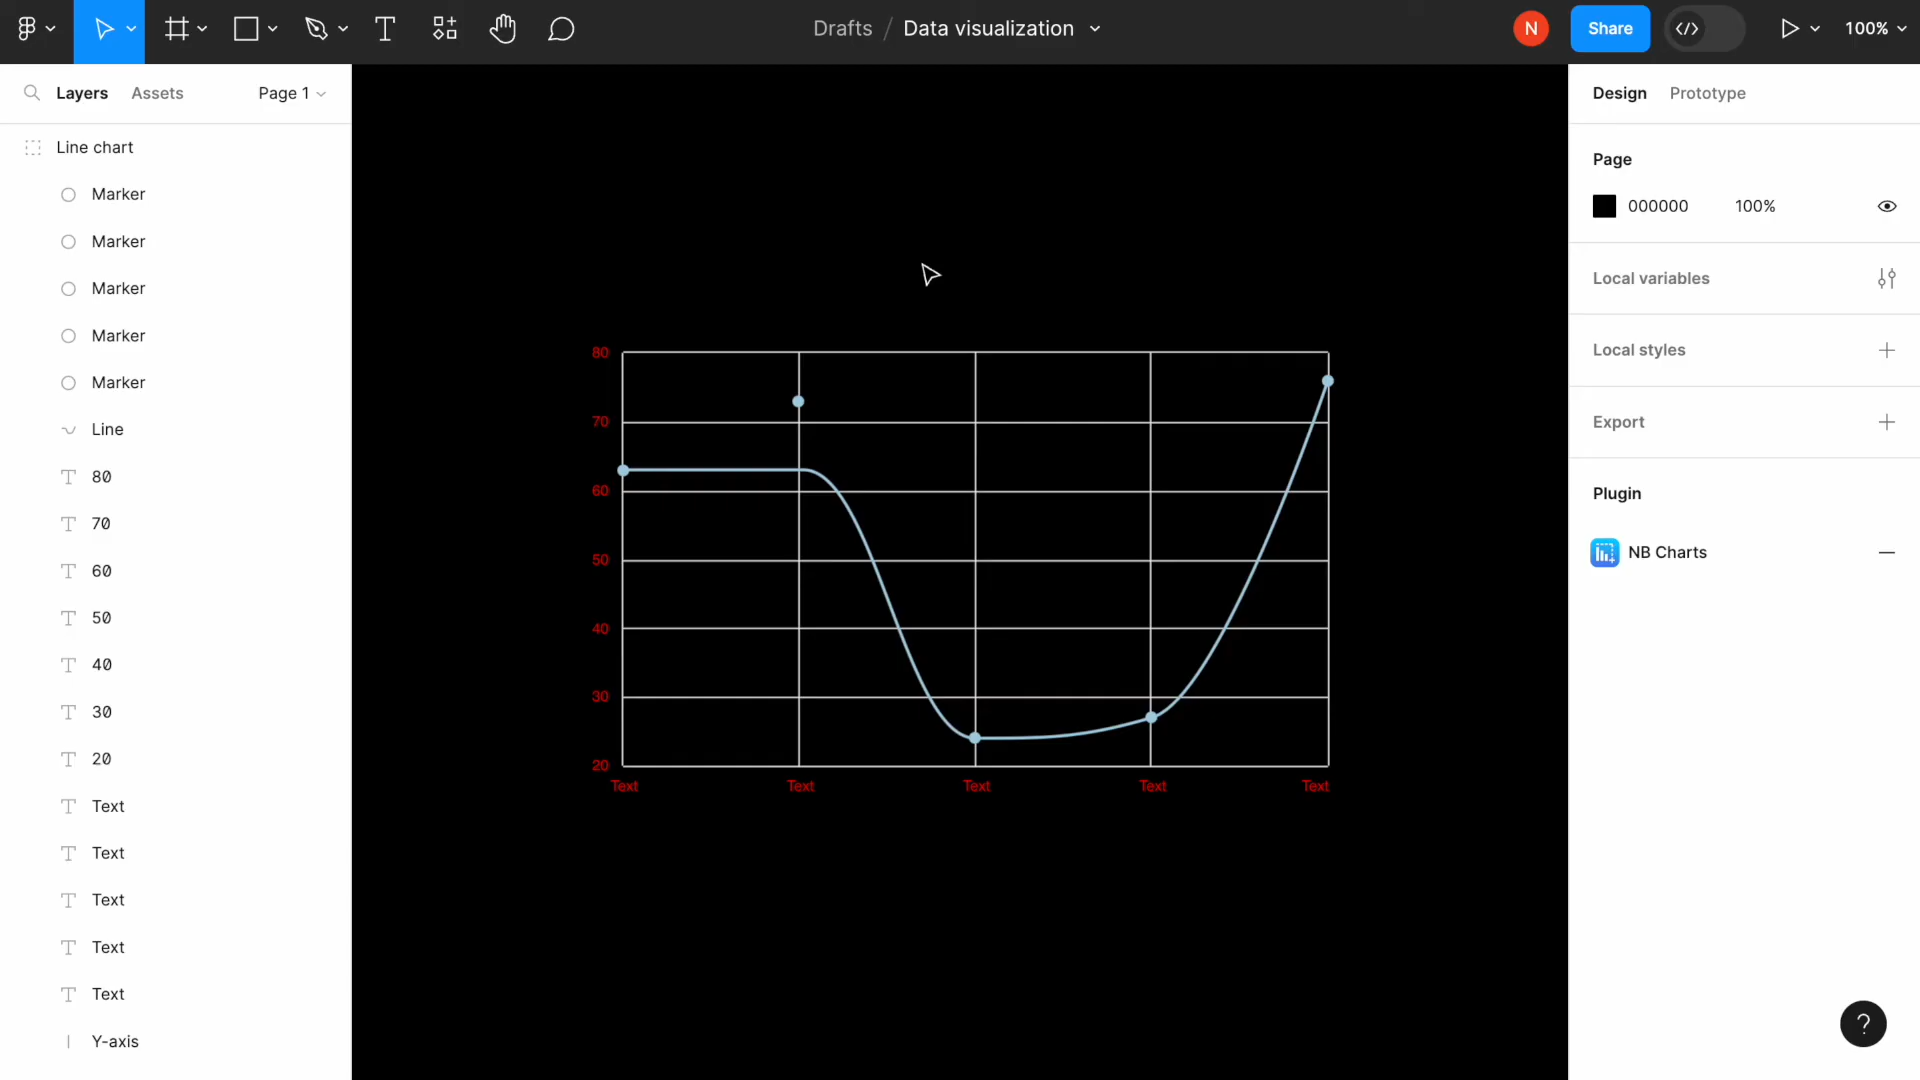 Drafts / Data visualization
N
Share
100%
Layers
Assets
Page 1
Design
Prototype
Line chart
Marker
Marker
Marker
Marker
Marker
Line
80
70
60
50
40
30
20
Text
Text
Text
Text
Text
Y-axis
80
70
60
50
40
30
20
Text
Text
Text
Text
Text
Page
000000
100%
Local variables
Local styles
Export
Plugin
NB Charts
?